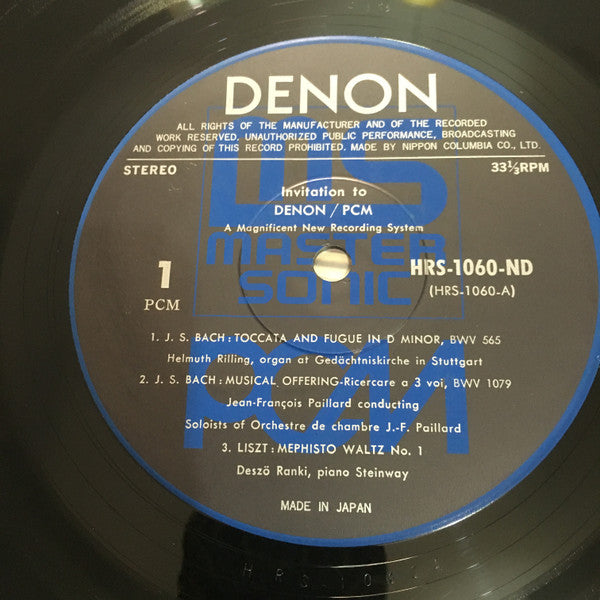 DENON
ALL RIGHTS OF THE MANUFACTURER AND OF THE RECORDED
WORK RESERVED. UNAUTHORIZED PUBLIC PERFORMANCE, BROADCASTING
AND COPYING OF THIS RECORD PROHIBITED. MADE BY NIPPON COLUMBIA CO., LTD.
STEREO 33⅓RPM
MS
Invitation to
DENON / PCM
A Magnificent New Recording System
MASTER
SONIC
1
PCM
HRS-1060-ND
(HRS-1060-A)
PCM
1. J. S. BACH : TOCCATA AND FUGUE IN D MINOR, BWV 565
Helmuth Rilling, organ at Gedächtniskirche in Stuttgart
2. J. S. BACH : MUSICAL OFFERING-Ricercare a 3 voi, BWV 1079
Jean-François Paillard conducting
Soloists of Orchestre de chambre J.-F. Paillard
3. LISZT : MEPHISTO WALTZ No. 1
Deszö Ranki, piano Steinway
MADE IN JAPAN